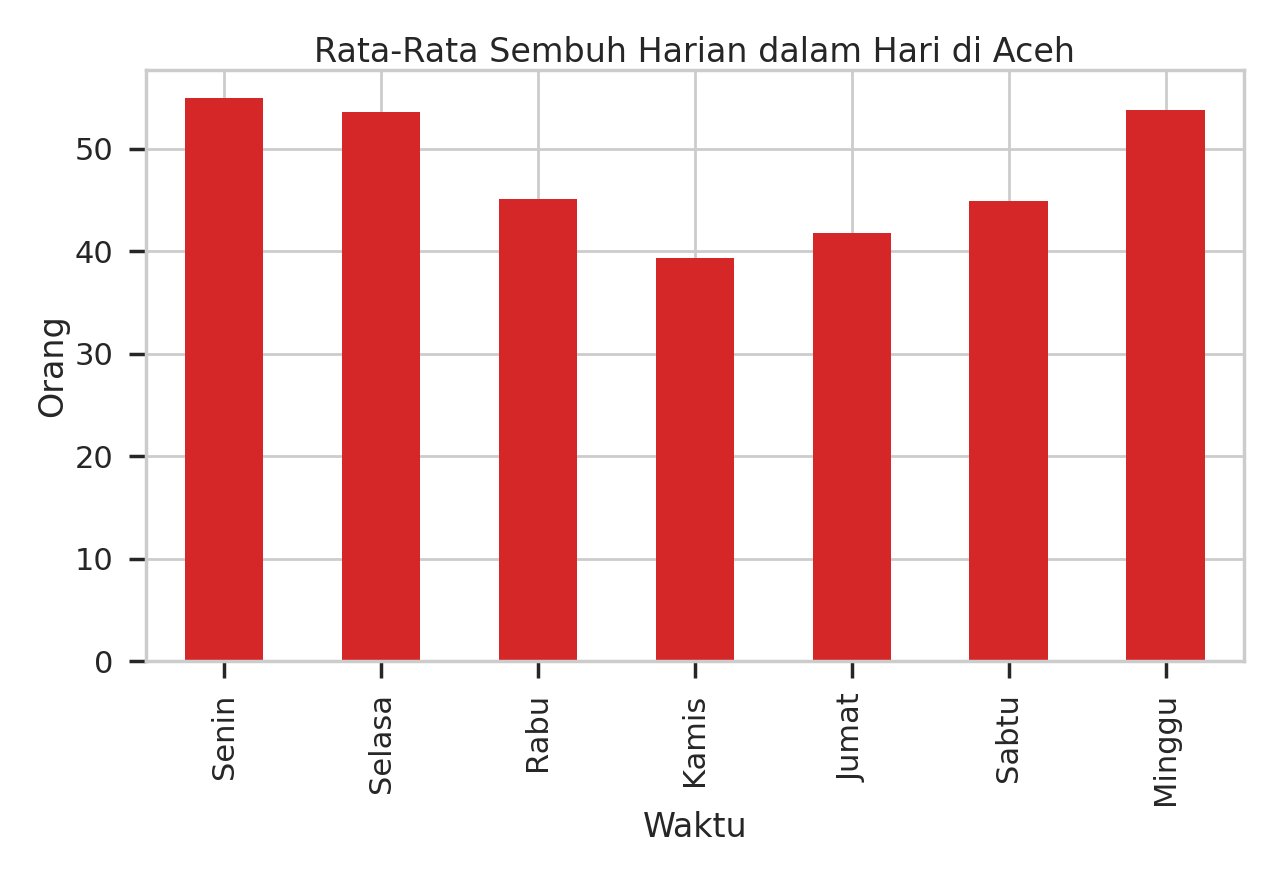 Rata-Rata Sembuh Harian dalam Hari di Aceh
Orang
50
40
30
20
10
0
Senin
Selasa
Rabu
Kamis
Jumat
Sabtu
Minggu
Waktu